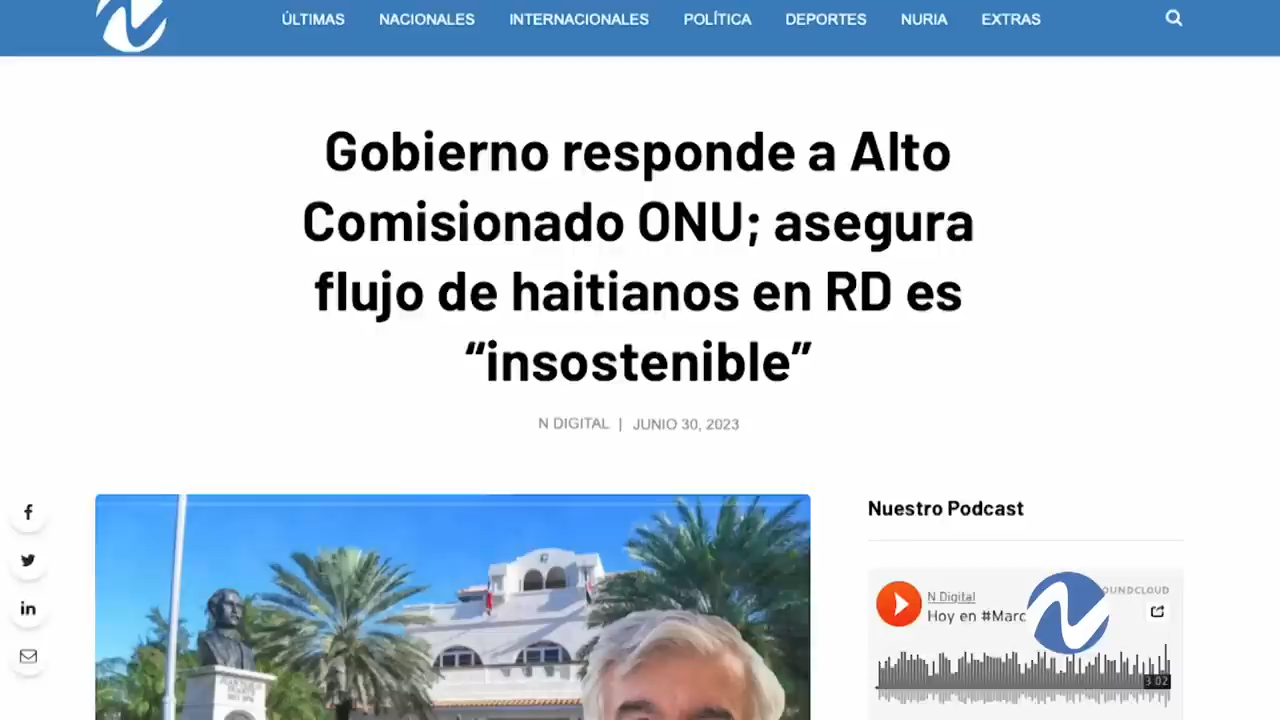 ÚLTIMAS NACIONALES INTERNACIONALES POLÍTICA DEPORTES NURIA EXTRAS
Gobierno responde a Alto
Comisionado ONU; asegura
flujo de haitianos en RD es
“insostenible”
N DIGITAL | JUNIO 30, 2023
Nuestro Podcast
N Digital
OUNDCLOUD
Hoy en #Marc
3:02